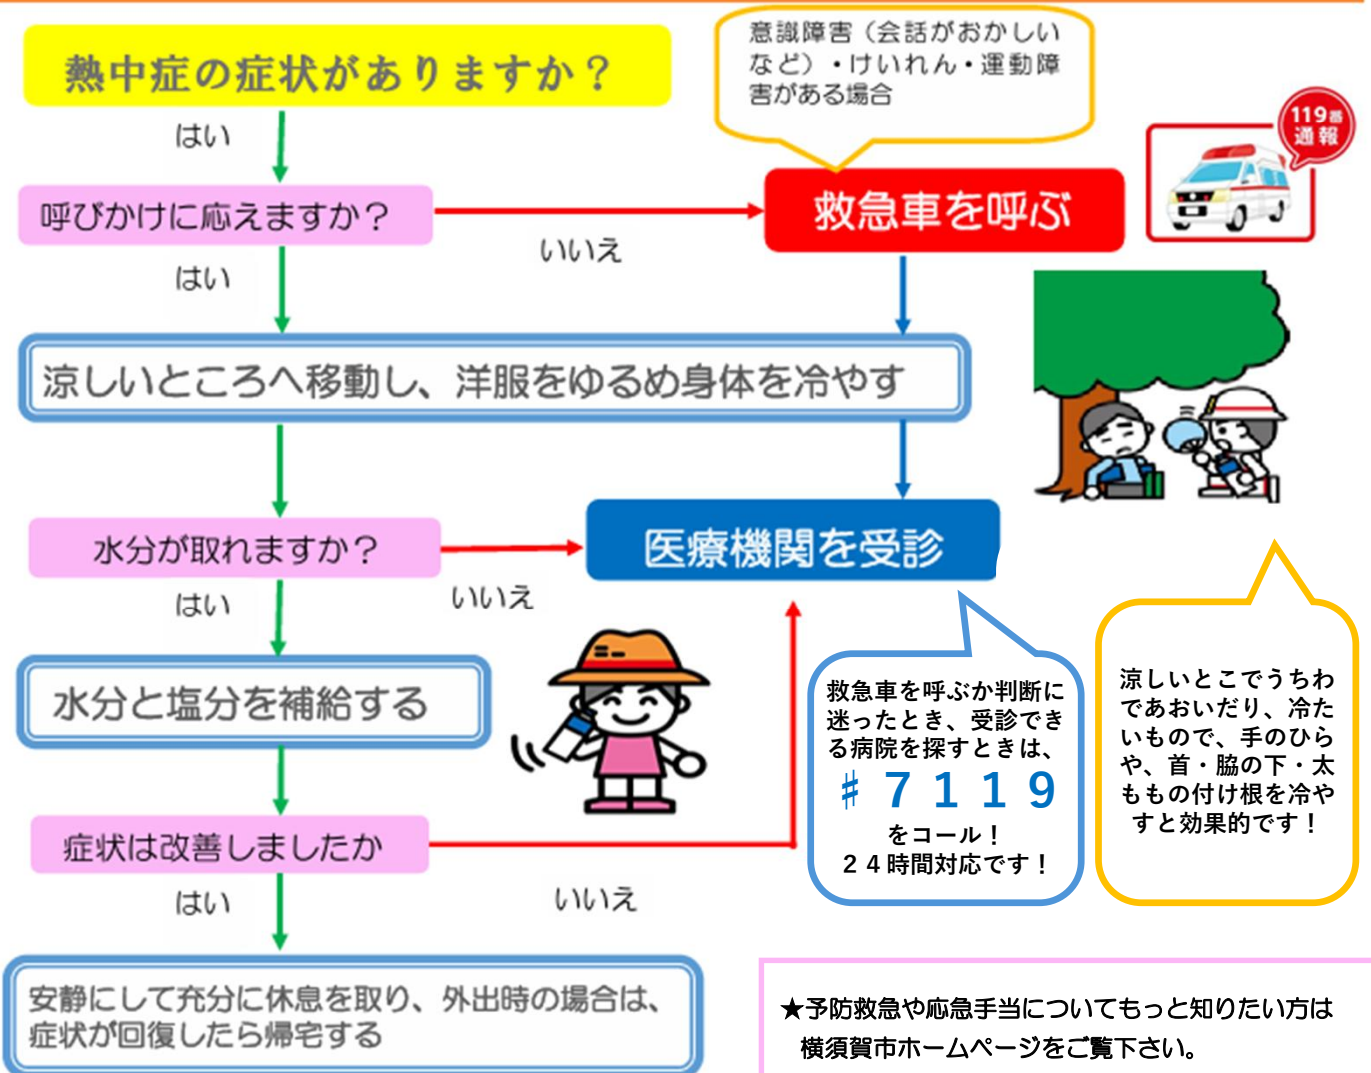 熱中症の症状がありますか？
意識障害（会話がおかしい
など）・けいれん・運動障
害がある場合
119番
通報
はい
呼びかけに応えますか？
いいえ
救急車を呼ぶ
はい
涼しいところへ移動し、洋服をゆるめ身体を冷やす
水分が取れますか？
いいえ
医療機関を受診
はい
水分と塩分を補給する
救急車を呼ぶか判断に
迷ったとき、受診でき
る病院を探すときは、
♯７１１９
をコール！
２４時間対応です！
涼しいとこでうちわ
であおいだり、冷た
いもので、手のひら
や、首・脇の下・太
ももの付け根を冷や
すと効果的です！
症状は改善しましたか
はい
いいえ
安静にして充分に休息を取り、外出時の場合は、
症状が回復したら帰宅する
★予防救急や応急手当についてもっと知りたい方は
横須賀市ホームページをご覧下さい。